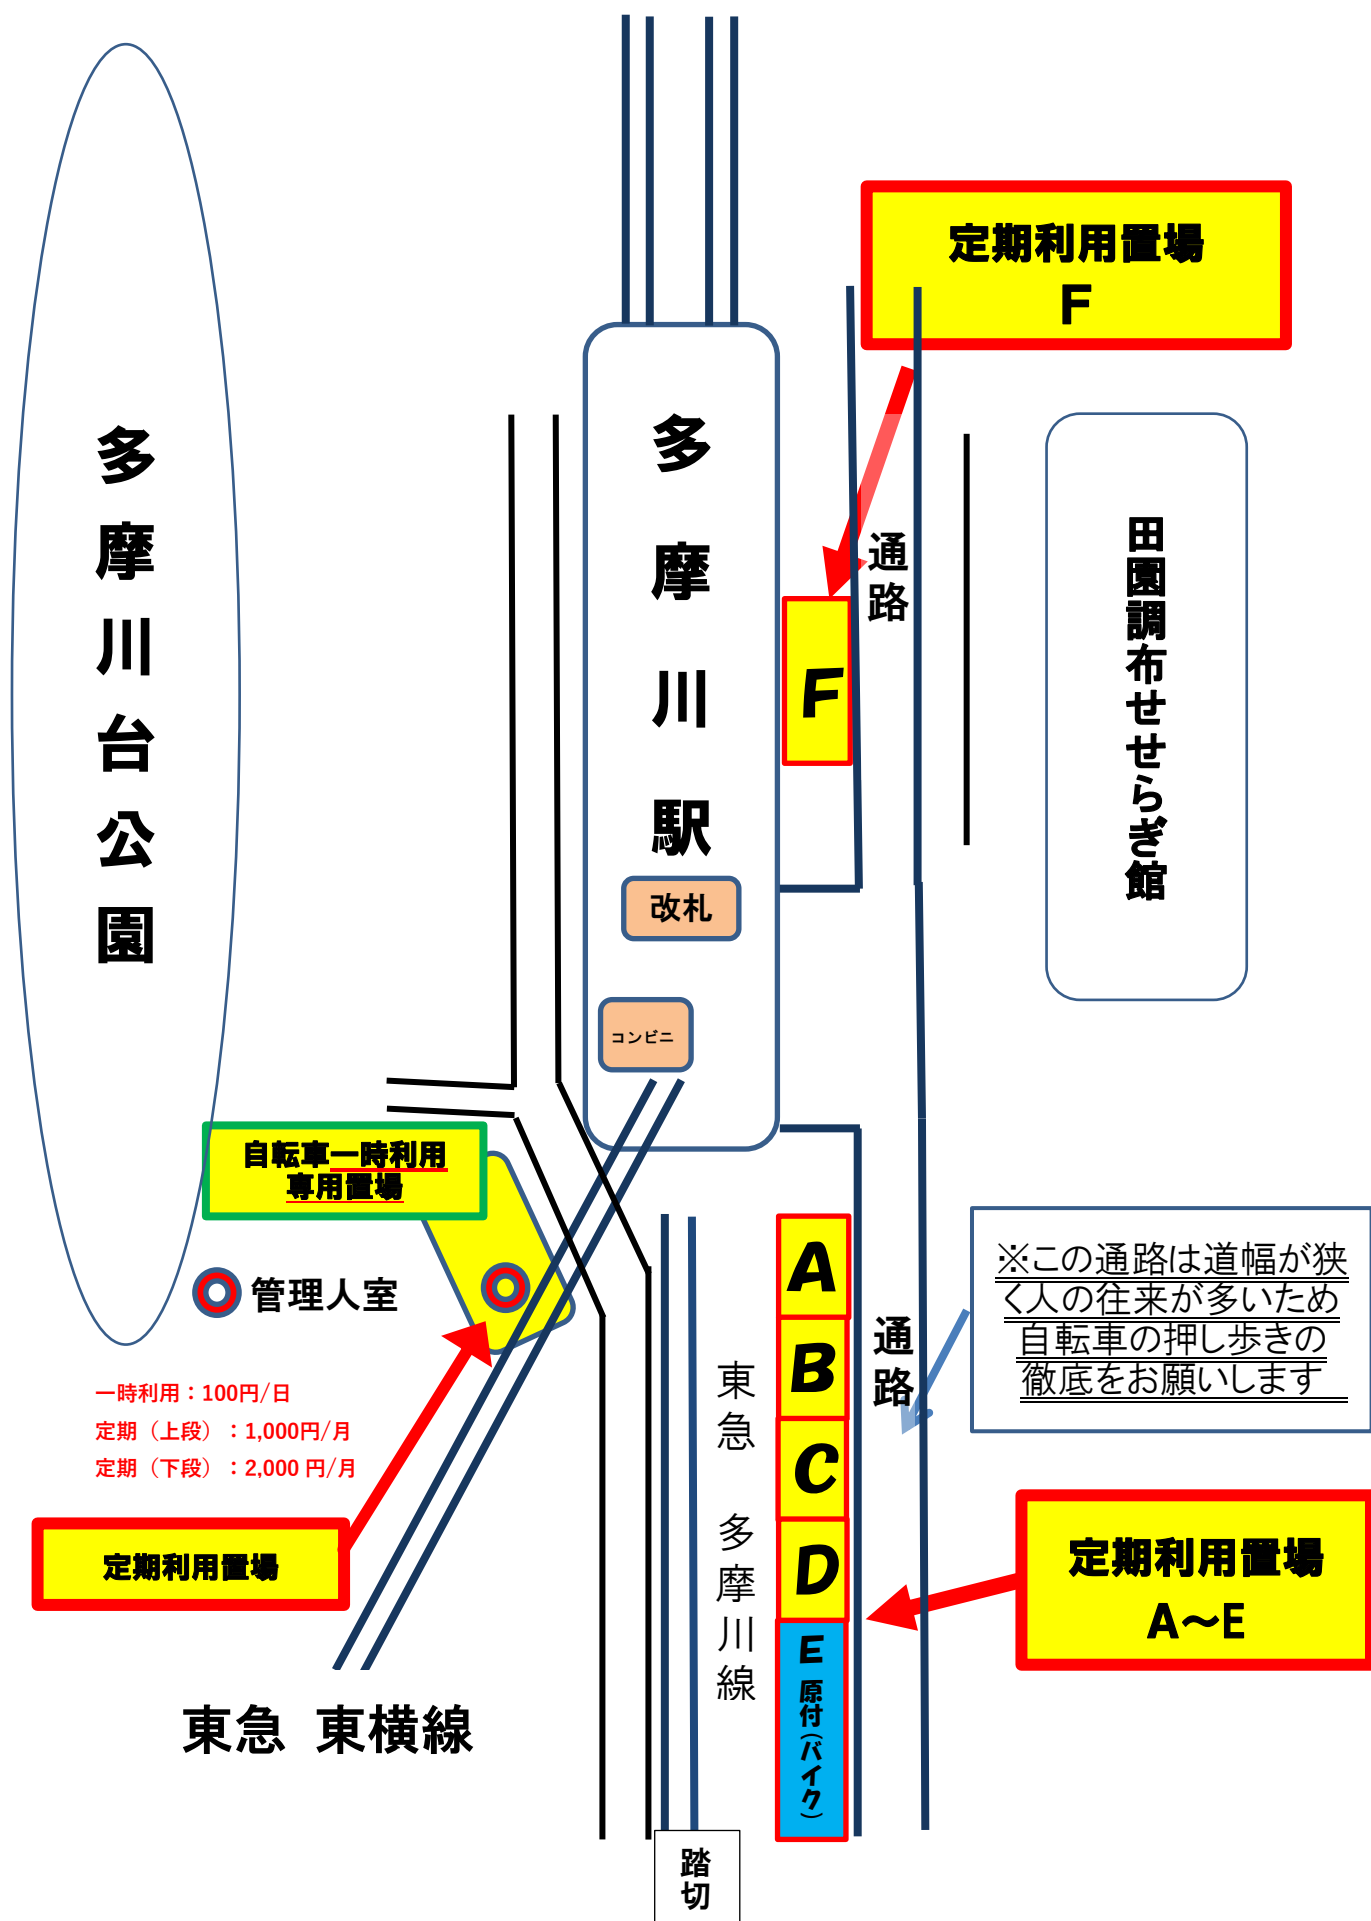 定期利用置場
F
多摩川台公園
多摩川駅
通路
田園調布せせらぎ館
F
改札
コンビニ
自転車一時利用
専用置場
管理人室
一時利用：100円/日
定期（上段）：1,000円/月
定期（下段）：2,000 円/月
定期利用置場
東急 東横線
東急 多摩川線
A
B
C
D
E 原付（バイク）
通路
※この通路は道幅が狭
く人の往来が多いため
自転車の押し歩きの
徹底をお願いします
定期利用置場
A～E
踏切